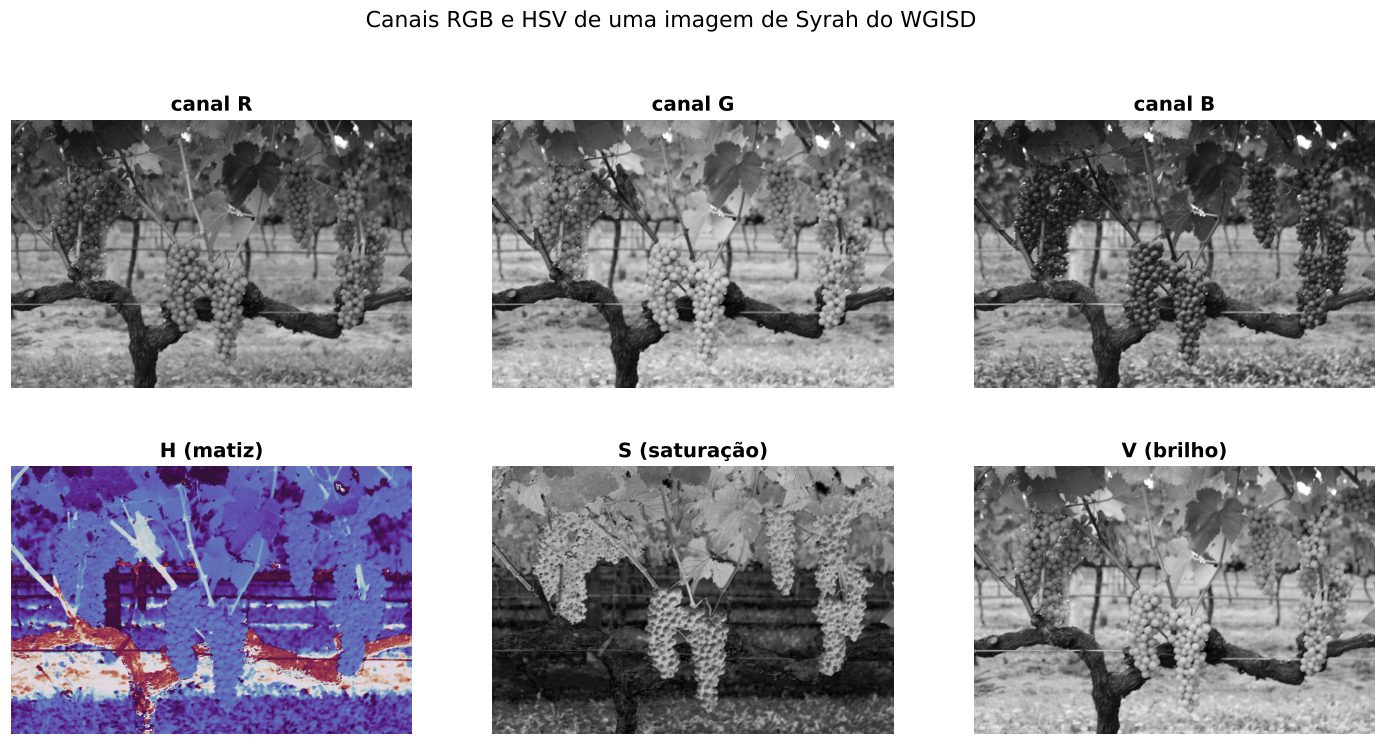 Canais RGB e HSV de uma imagem de Syrah do WGISD
canal R
canal G
canal B
H (matiz)
S (saturação)
V (brilho)